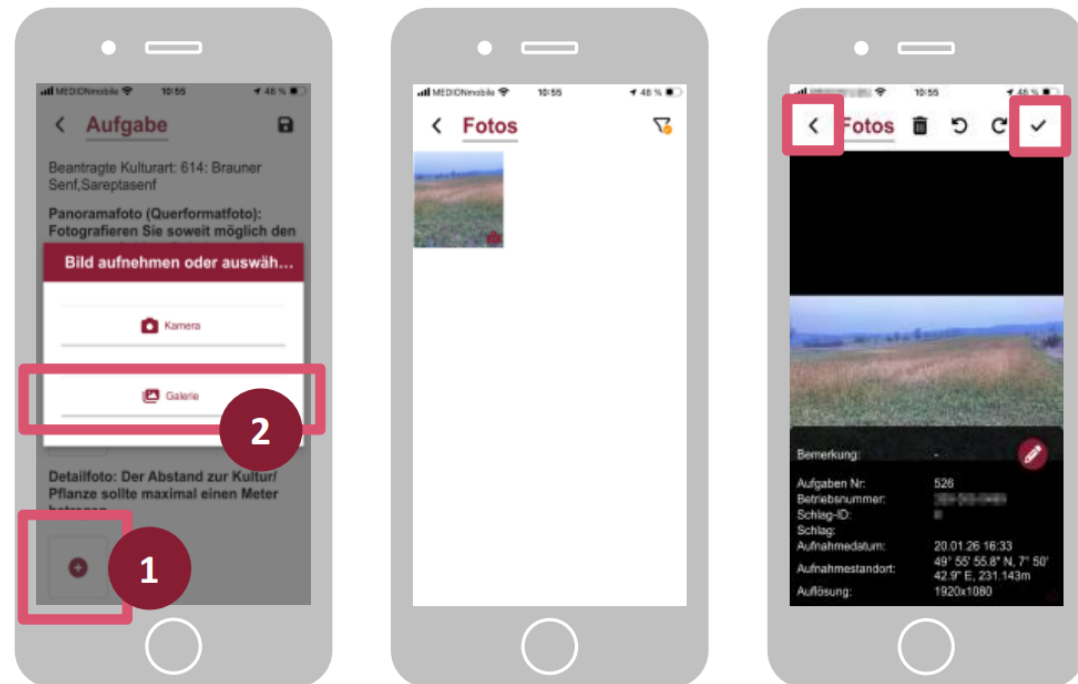 MEDIONmobile 10:55 48 %
Aufgabe
Beantragte Kulturart: 614: Brauner
Senf,Sareptasenf
Panoramafoto (Querformatfoto):
Fotografieren Sie soweit möglich den
Bild aufnehmen oder auswäh...
Kamera
Galerie
2
Detailfoto: Der Abstand zur Kultur/
Pflanze sollte maximal einen Meter
betragen
1
MEDIONmobile 10:55 48 %
Fotos
10:55 48 %
Fotos
Bemerkung: -
Aufgaben Nr: 526
Betriebsnummer:
Schlag-ID:
Schlag:
Aufnahmedatum: 20.01.26 16:33
Aufnahmestandort: 49° 55' 55.8" N, 7° 50'
42.9" E, 231.143m
Auflösung: 1920x1080